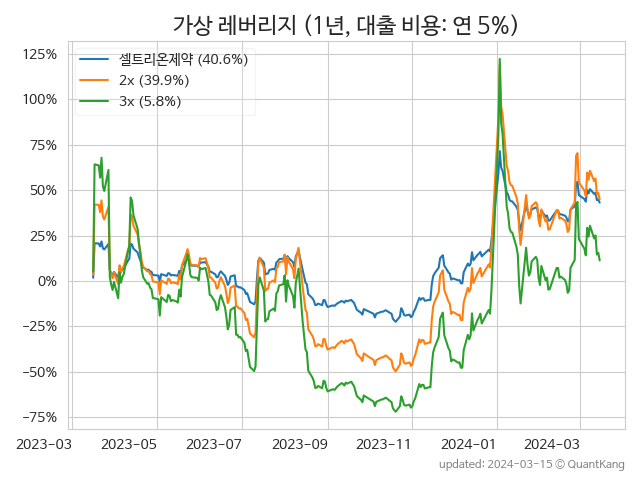 가상 레버리지 (1년, 대출 비용: 연 5%)
셀트리온제약 (40.6%)
2x (39.9%)
3x (5.8%)
125%
100%
75%
50%
25%
0%
−25%
−50%
−75%
2023-03 2023-05 2023-07 2023-09 2023-11 2024-01 2024-03
updated: 2024-03-15 ⓒ QuantKang